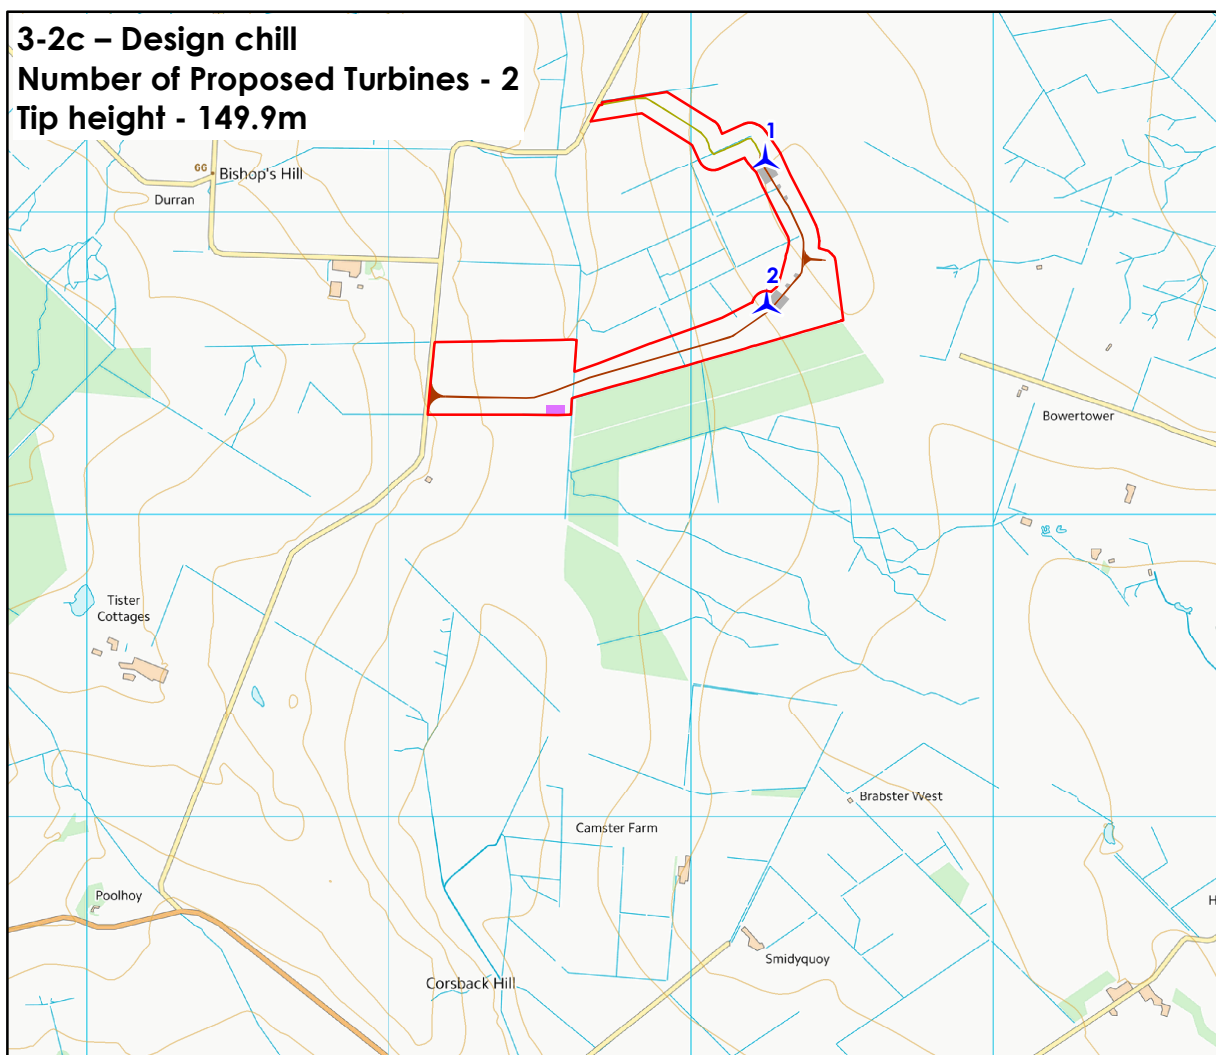 3-2c – Design chill
Number of Proposed Turbines - 2
Tip height - 149.9m
1
GG
Bishop's Hill
Durran
2
Bowertower
Tister
Cottages
Brabster West
Camster Farm
Poolhoy
H
Smidyquoy
Corsback Hill